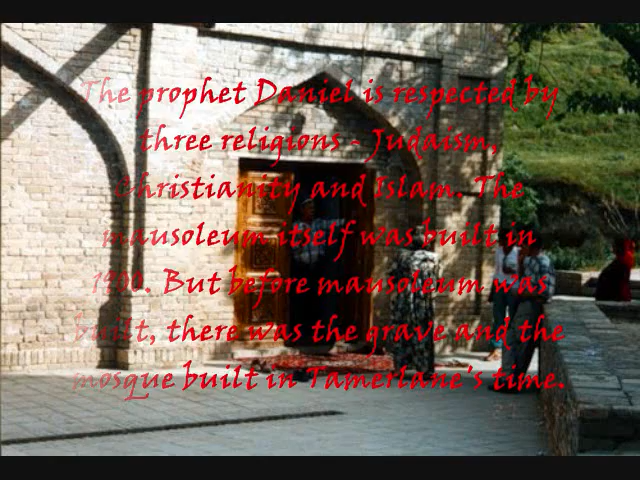 The prophet Daniel is respected by
three religions - Judaism,
Christianity and Islam. The
mausoleum itself was built in
1900. But before mausoleum was
built, there was the grave and the
mosque built in Tamerlane's time.